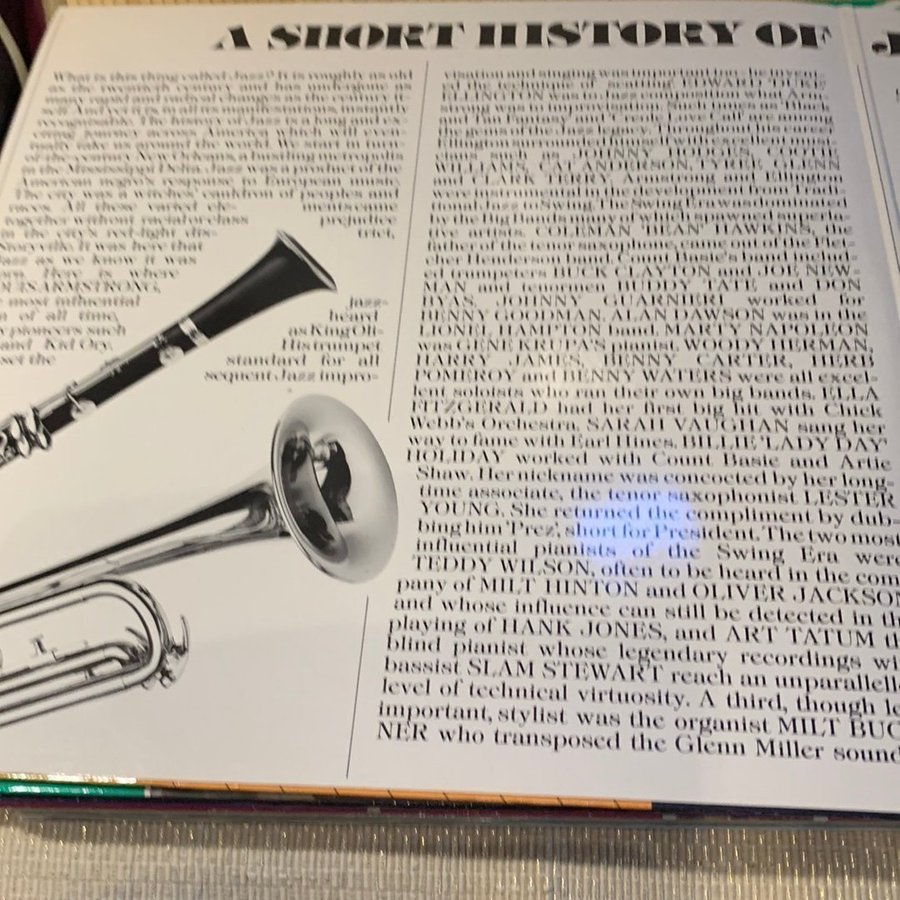 A SHORT HISTORY OF J
What is this thing called Jazz? It is roughly as old
as the twentieth century and has undergone as
many rapid and radical changes as the century it-
self. And yet it is, in its myriad states, instantly
recognisable. The history of Jazz is a long and ex-
citing journey across America which will even-
tually take us around the world. We start in turn-
of-the-century New Orleans, a bustling metropolis
in the Mississippi Delta. Jazz was a product of the
American negro's response to European music.
The city was a witches' cauldron of peoples and
races. All these varied ele- ments came
together without racial or class prejudice
in the city's red-light dis- trict,
Storyville. It was here that
Jazz as we know it was
orn. Here is where
OUIS ARMSTRONG,
most influential jazz-
n of all time, heard
y pioneers such as King Oli-
and Kid Ory. His trumpet
set the standard for all
sequent Jazz impro-
visation and singing was important too – he invent-
ed the technique of 'scatting'. EDWARD 'DUKE'
ELLINGTON was to Jazz composition what Arm-
strong was to improvisation. Such tunes as 'Black
and Tan Fantasy' and 'Creole Love Call' are among
the gems of the Jazz legacy. Throughout his career
Ellington surrounded himself with excellent musi-
cians such as JOHNNY HODGES, COOTIE
WILLIAMS, CAT ANDERSON, TYREE GLENN
and CLARK TERRY. Armstrong and Ellington
were instrumental in the development from Tradi-
tional Jazz to Swing. The Swing Era was dominated
by the Big Bands many of which spawned superla-
tive artists. COLEMAN 'BEAN' HAWKINS, the
father of the tenor saxophone, came out of the Flet-
cher Henderson band. Count Basie's band includ-
ed trumpeters BUCK CLAYTON and JOE NEW-
MAN and tenormen BUDDY TATE and DON
BYAS. JOHNNY GUARNIERI worked for
BENNY GOODMAN. ALAN DAWSON was in the
LIONEL HAMPTON band. MARTY NAPOLEON
was GENE KRUPA'S pianist. WOODY HERMAN,
HARRY JAMES, BENNY CARTER, HERB
POMEROY and BENNY WATERS were all excel-
lent soloists who ran their own big bands. ELLA
FITZGERALD had her first big hit with Chick
Webb's Orchestra, SARAH VAUGHAN sang her
way to fame with Earl Hines. BILLIE 'LADY DAY'
HOLIDAY worked with Count Basie and Artie
Shaw. Her nickname was concocted by her long-
time associate, the tenor saxophonist LESTER
YOUNG. She returned the compliment by dub-
bing him 'Prez', short for President. The two most
influential pianists of the Swing Era were
TEDDY WILSON, often to be heard in the com
pany of MILT HINTON and OLIVER JACKSON
and whose influence can still be detected in th
playing of HANK JONES, and ART TATUM th
blind pianist whose legendary recordings wi
bassist SLAM STEWART reach an unparallel
level of technical virtuosity. A third, though le
important, stylist was the organist MILT BUC
NER who transposed the Glenn Miller sound